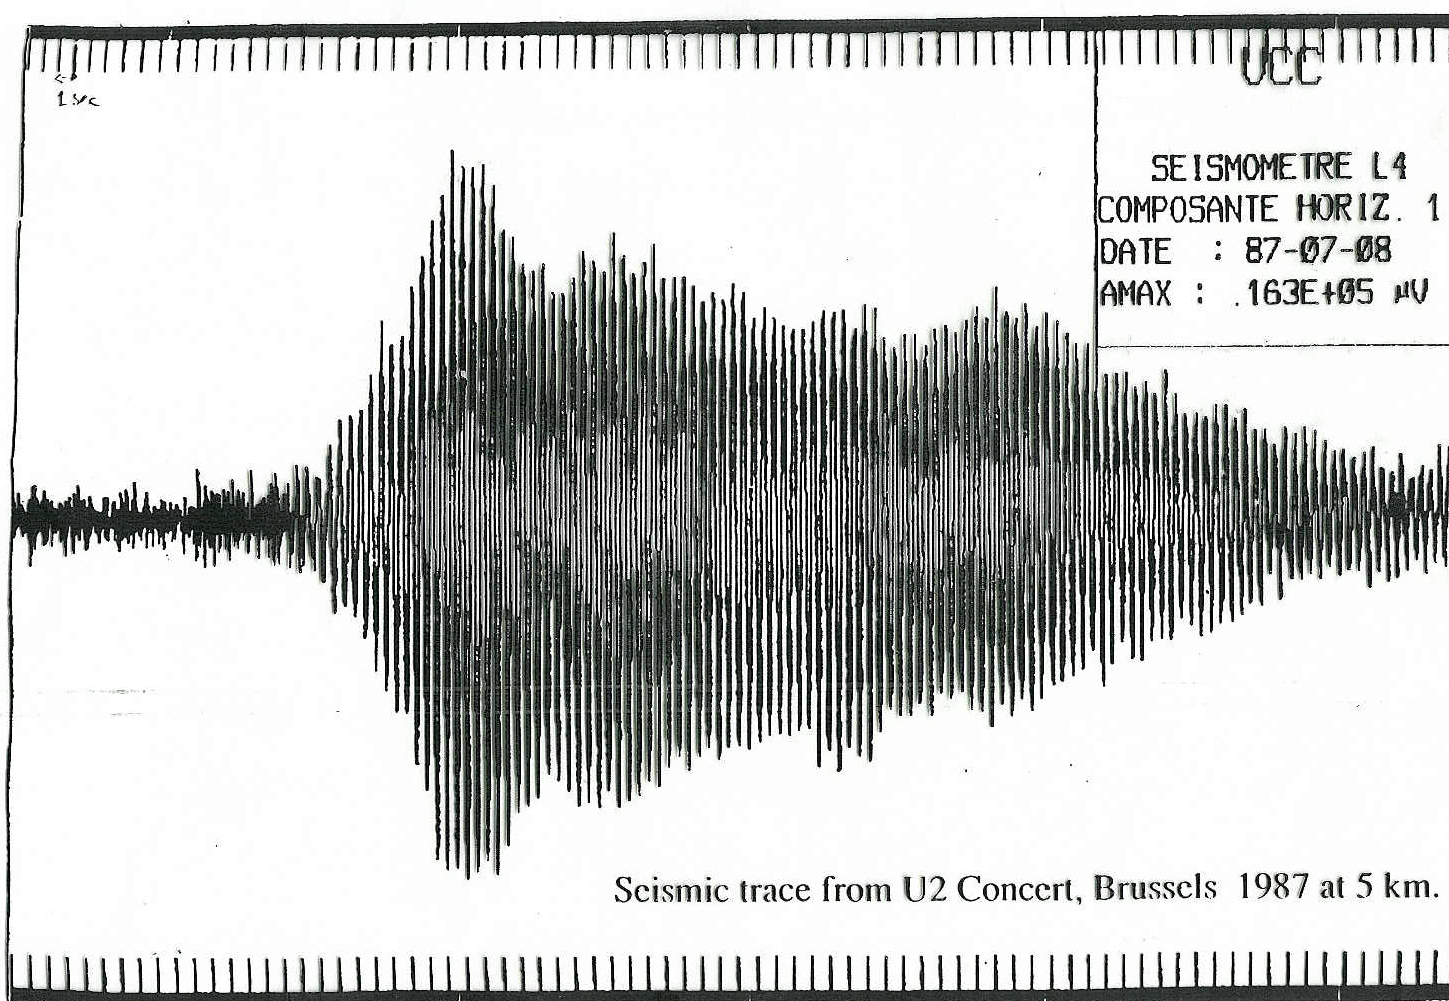 1 sec
UCC
SEISMOMETRE L4
COMPOSANTE HORIZ. 1
DATE : 87-07-08
AMAX : .163E+05 µV
Seismic trace from U2 Concert, Brussels 1987 at 5 km.